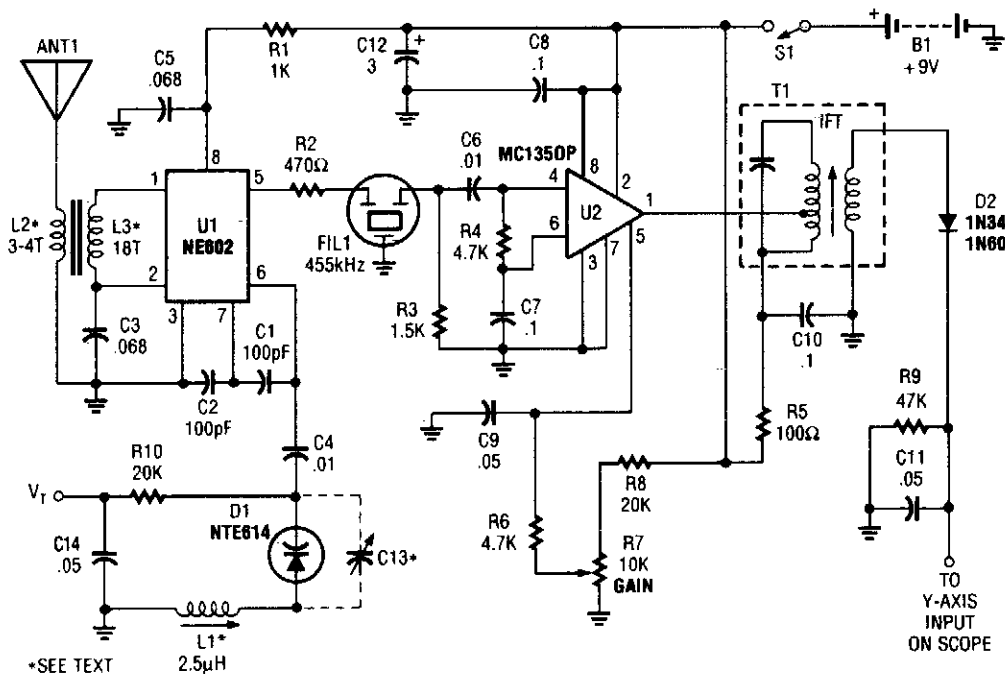 ANT1
C5
.068
R1
1K
C12
3
+
C8
.1
S1
+
B1
+9V
L2*
3-4T
L3*
18T
1
2
8
5
6
3
7
U1
NE602
R2
470Ω
FIL1
455kHz
C6
.01
MC1350P
4
6
8
2
1
5
3
7
U2
R4
4.7K
R3
1.5K
C7
.1
T1
IFT
D2
1N34
1N60
C3
.068
C1
100pF
C2
100pF
C4
.01
C9
.05
C10
.1
R5
100Ω
R9
47K
C11
.05
R10
20K
VT
C14
.05
D1
NTE614
C13*
L1*
2.5μH
R6
4.7K
R8
20K
R7
10K
GAIN
TO
Y-AXIS
INPUT
ON SCOPE
*SEE TEXT